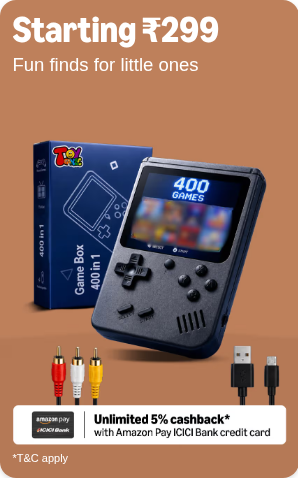 Starting ₹299
Fun finds for little ones
400 in 1
Game Box
400 in 1
400
GAMES
amazon pay
ICICI Bank
Unlimited 5% cashback*
with Amazon Pay ICICI Bank credit card
*T&C apply